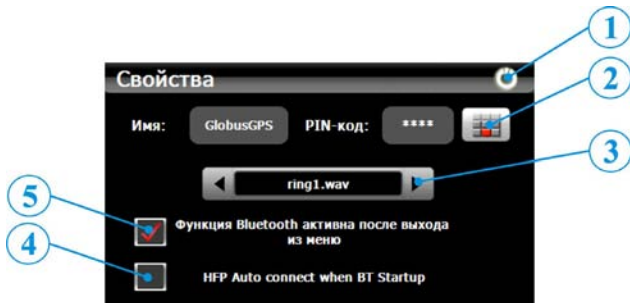 1
Свойства
2
Имя: GlobusGPS PIN-код: ****
ring1.wav
3
5
Функция Bluetooth активна после выхода
из меню
4
HFP Auto connect when BT Startup